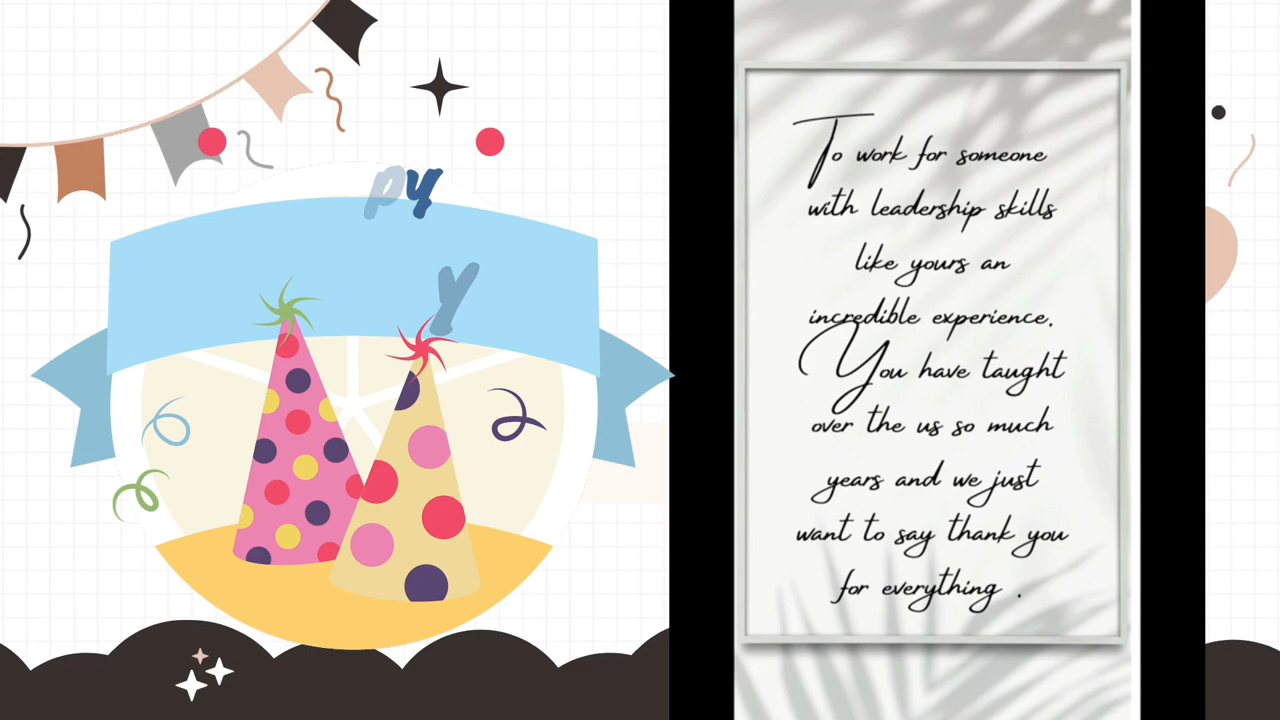 py
y
To work for someone
with leadership skills
like yours an
incredible experience.
You have taught
over the us so much
years and we just
want to say thank you
for everything .